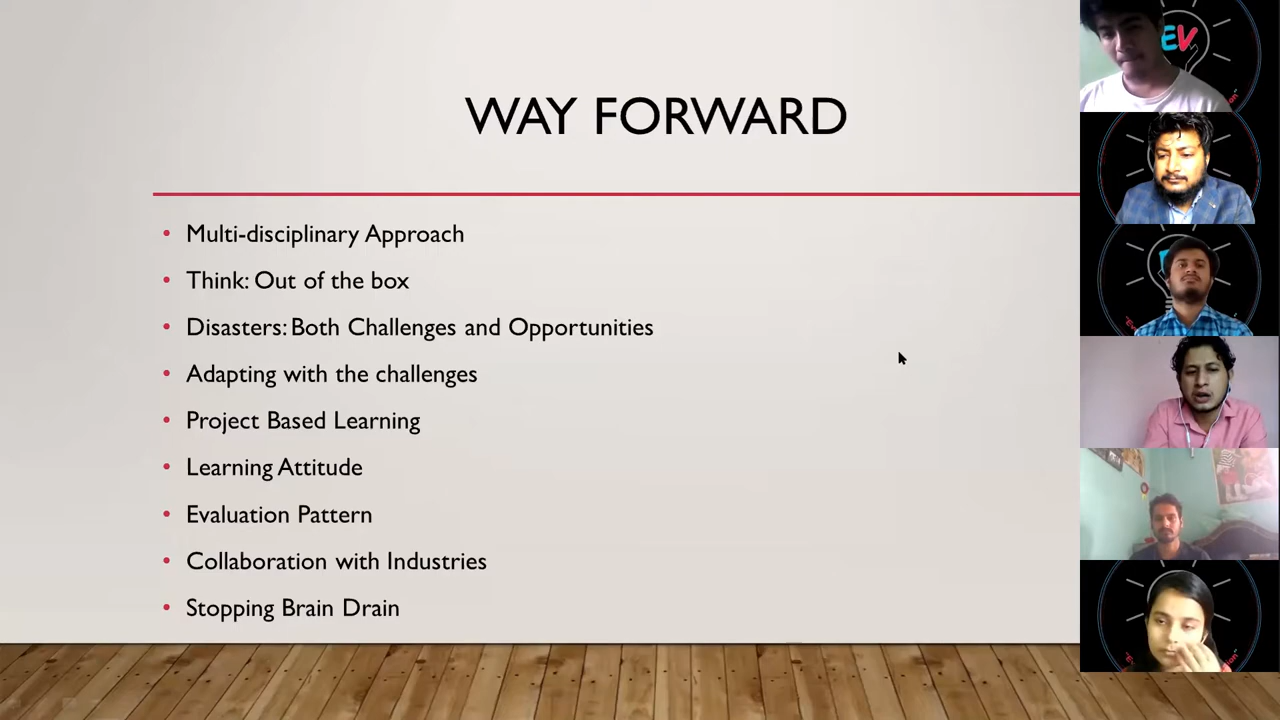 WAY FORWARD
• Multi-disciplinary Approach
• Think: Out of the box
• Disasters: Both Challenges and Opportunities
• Adapting with the challenges
• Project Based Learning
• Learning Attitude
• Evaluation Pattern
• Collaboration with Industries
• Stopping Brain Drain
EV